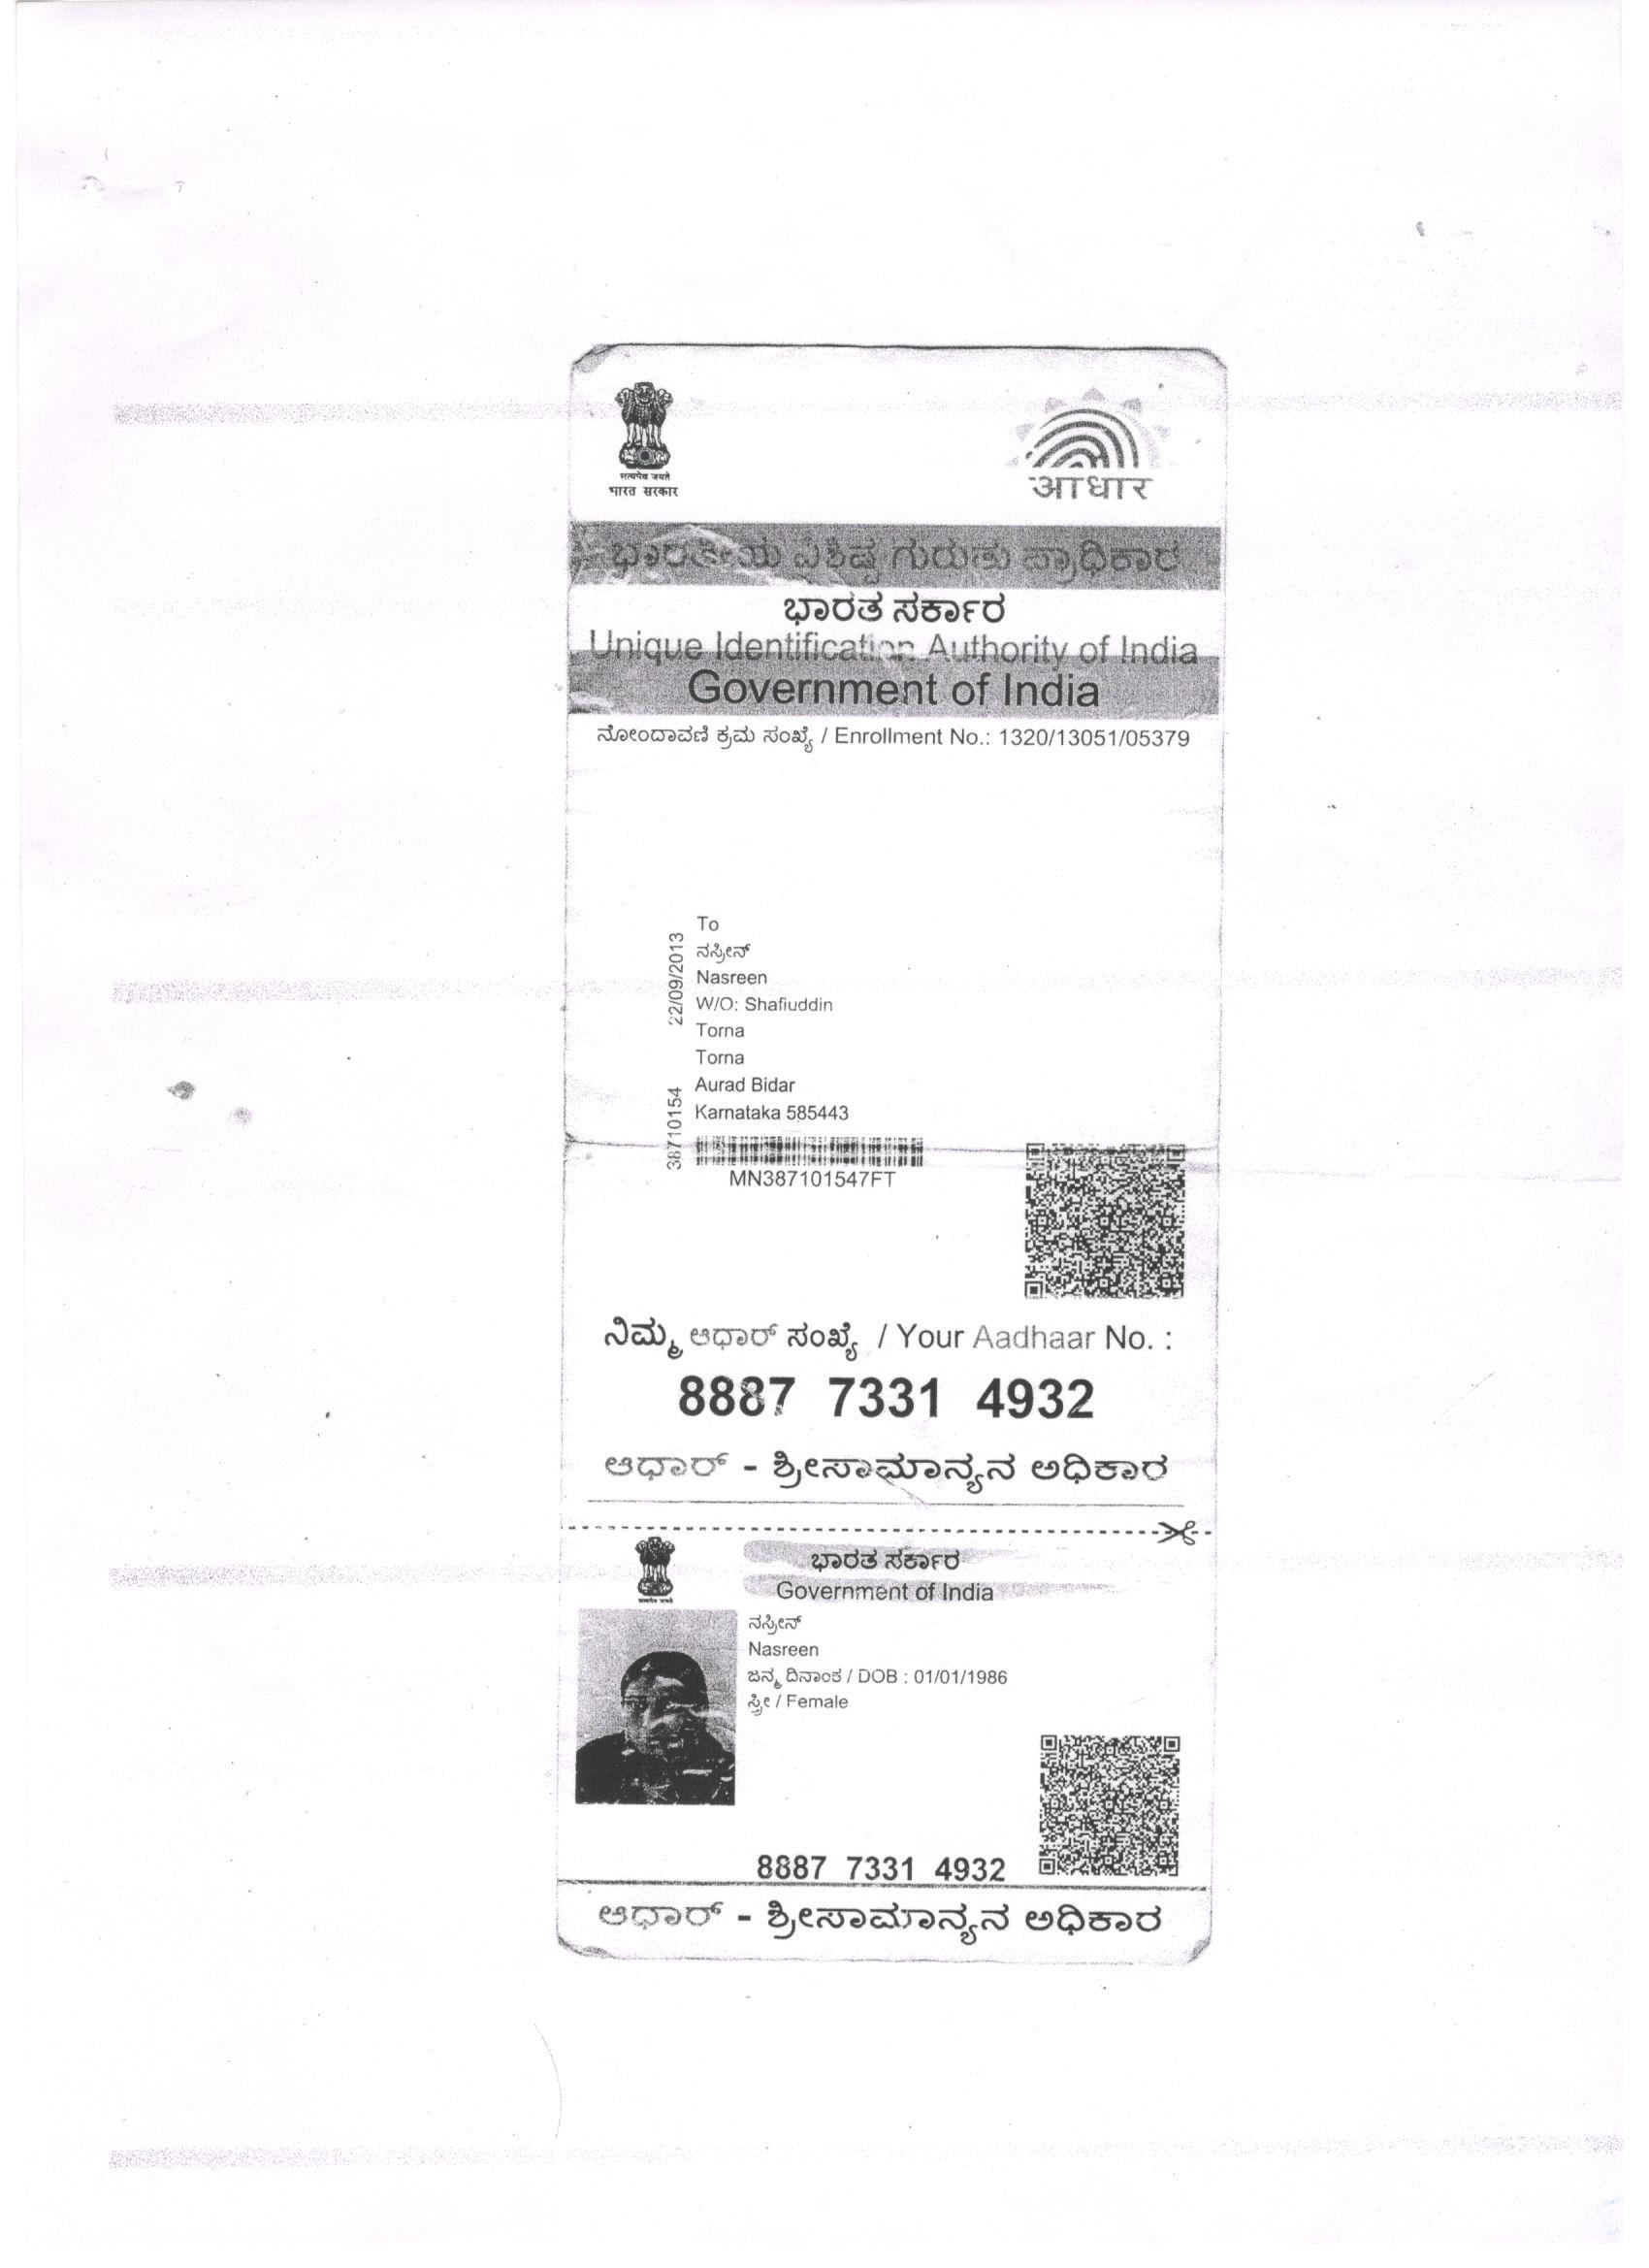 सत्यमेव जयते
भारत सरकार
आधार
ಭಾರತೀಯ ವಿಶಿಷ್ಟ ಗುರುತು ಪ್ರಾಧಿಕಾರ
ಭಾರತ ಸರ್ಕಾರ
Unique Identification Authority of India
Government of India
ನೋಂದಾವಣಿ ಕ್ರಮ ಸಂಖ್ಯೆ / Enrollment No.: 1320/13051/05379
To
ನಸ್ರೀನ್
Nasreen
W/O: Shafiuddin
Torna
Torna
Aurad Bidar
Karnataka 585443
22/09/2013
38710154
MN387101547FT
ನಿಮ್ಮ ಆಧಾರ್ ಸಂಖ್ಯೆ / Your Aadhaar No. :
8887 7331 4932
ಆಧಾರ್ - ಶ್ರೀಸಾಮಾನ್ಯನ ಅಧಿಕಾರ
ಭಾರತ ಸರ್ಕಾರ
Government of India
सत्यमेव जयते
ನಸ್ರೀನ್
Nasreen
ಜನ್ಮ ದಿನಾಂಕ / DOB : 01/01/1986
ಸ್ತ್ರೀ / Female
8887 7331 4932
ಆಧಾರ್ - ಶ್ರೀಸಾಮಾನ್ಯನ ಅಧಿಕಾರ